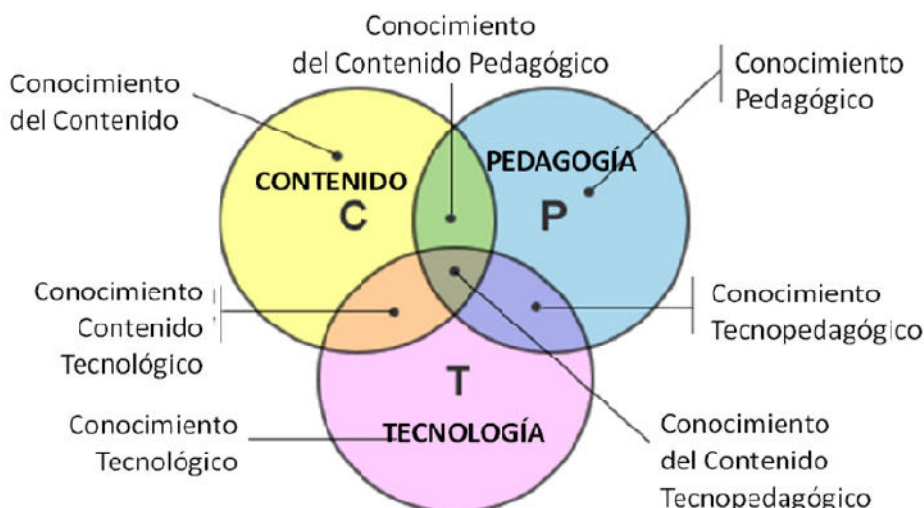 Conocimiento
del Contenido Pedagógico
Conocimiento
del Contenido
Conocimiento
Pedagógico
CONTENIDO
C
PEDAGOGÍA
P
Conocimiento
Contenido
Tecnológico
Conocimiento
Tecnopedagógico
T
TECNOLOGÍA
Conocimiento
Tecnológico
Conocimiento
del Contenido
Tecnopedagógico